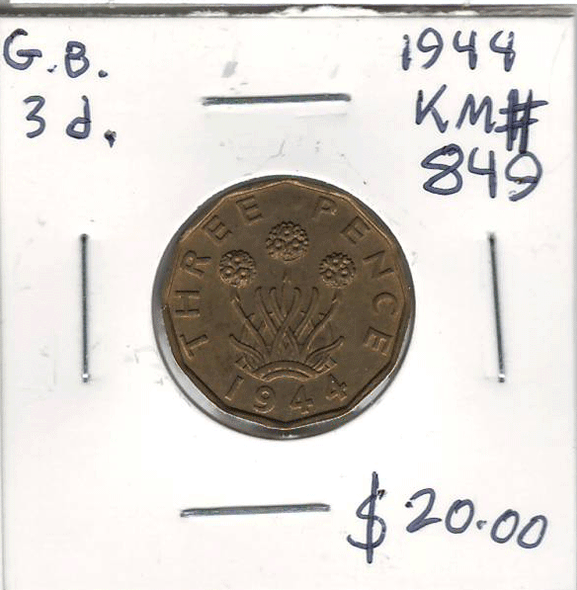 G.B.
3d.
1944
KM#
849
THREE PENCE
1944
$20.00